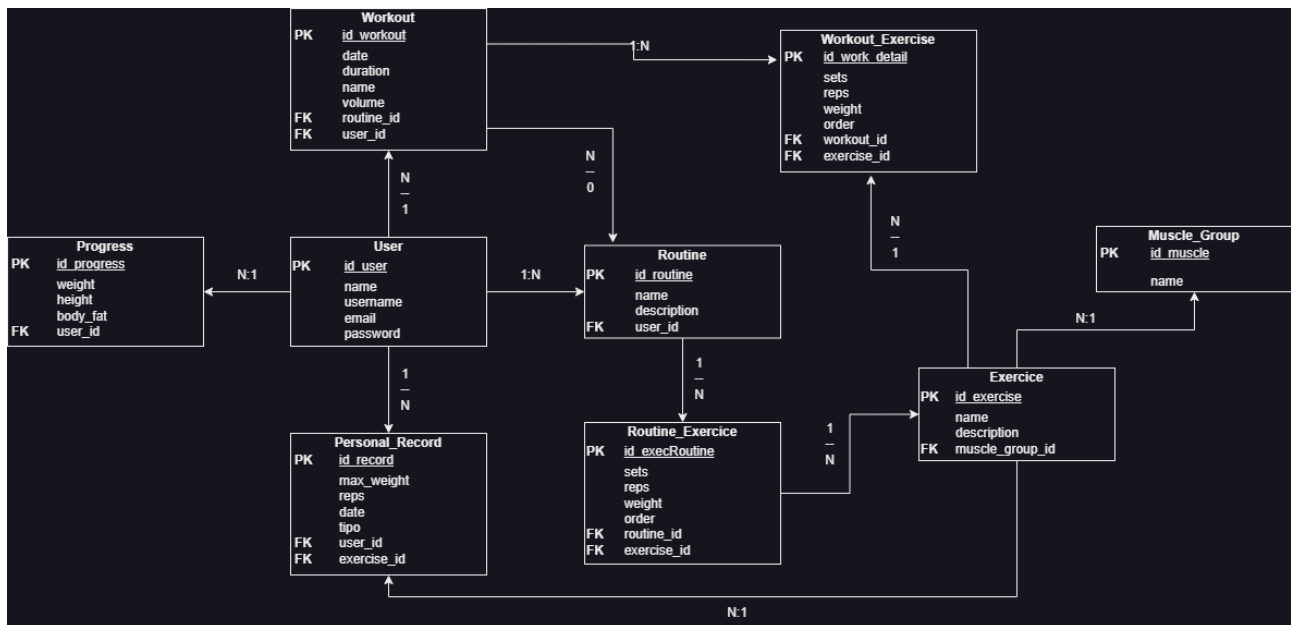 Workout
PK id_workout
date
duration
name
volume
FK routine_id
FK user_id
1:N
Workout_Exercise
PK id_work_detail
sets
reps
weight
order
FK workout_id
FK exercise_id
N
—
0
N
—
1
N
—
1
Muscle_Group
PK id_muscle
name
Progress
PK id_progress
weight
height
body_fat
FK user_id
N:1
User
PK id_user
name
username
email
password
1:N
Routine
PK id_routine
name
description
FK user_id
N:1
1
—
N
1
—
N
Exercice
PK id_exercise
name
description
FK muscle_group_id
Personal_Record
PK id_record
max_weight
reps
date
tipo
FK user_id
FK exercise_id
Routine_Exercice
PK id_execRoutine
sets
reps
weight
order
FK routine_id
FK exercise_id
1
—
N
N:1